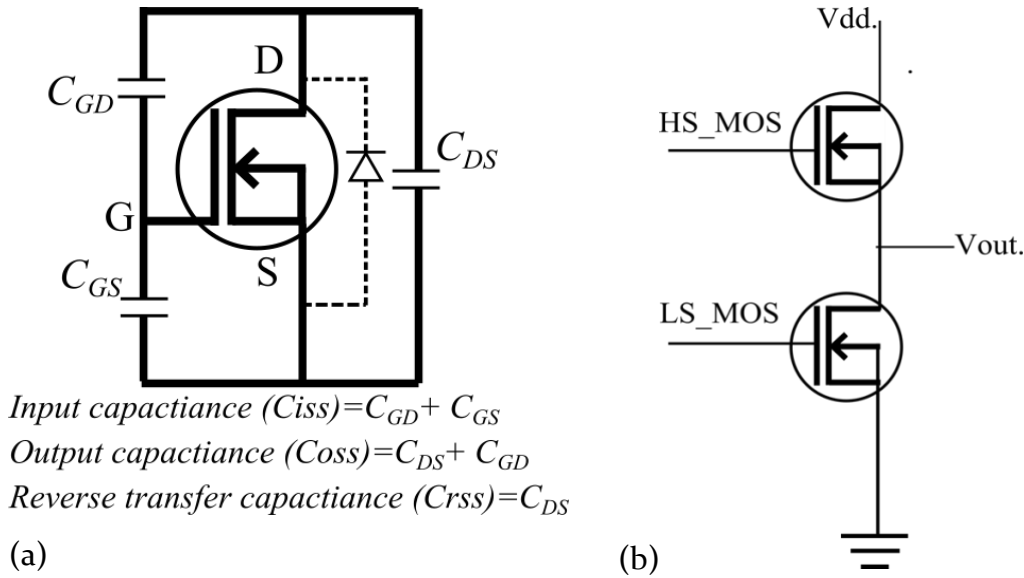 D
C_GD
C_DS
G
C_GS
S
Input capactiance (Ciss)=C_GD+ C_GS
Output capactiance (Coss)=C_DS+ C_GD
Reverse transfer capactiance (Crss)=C_DS
(a)
Vdd.
HS_MOS
Vout.
LS_MOS
(b)